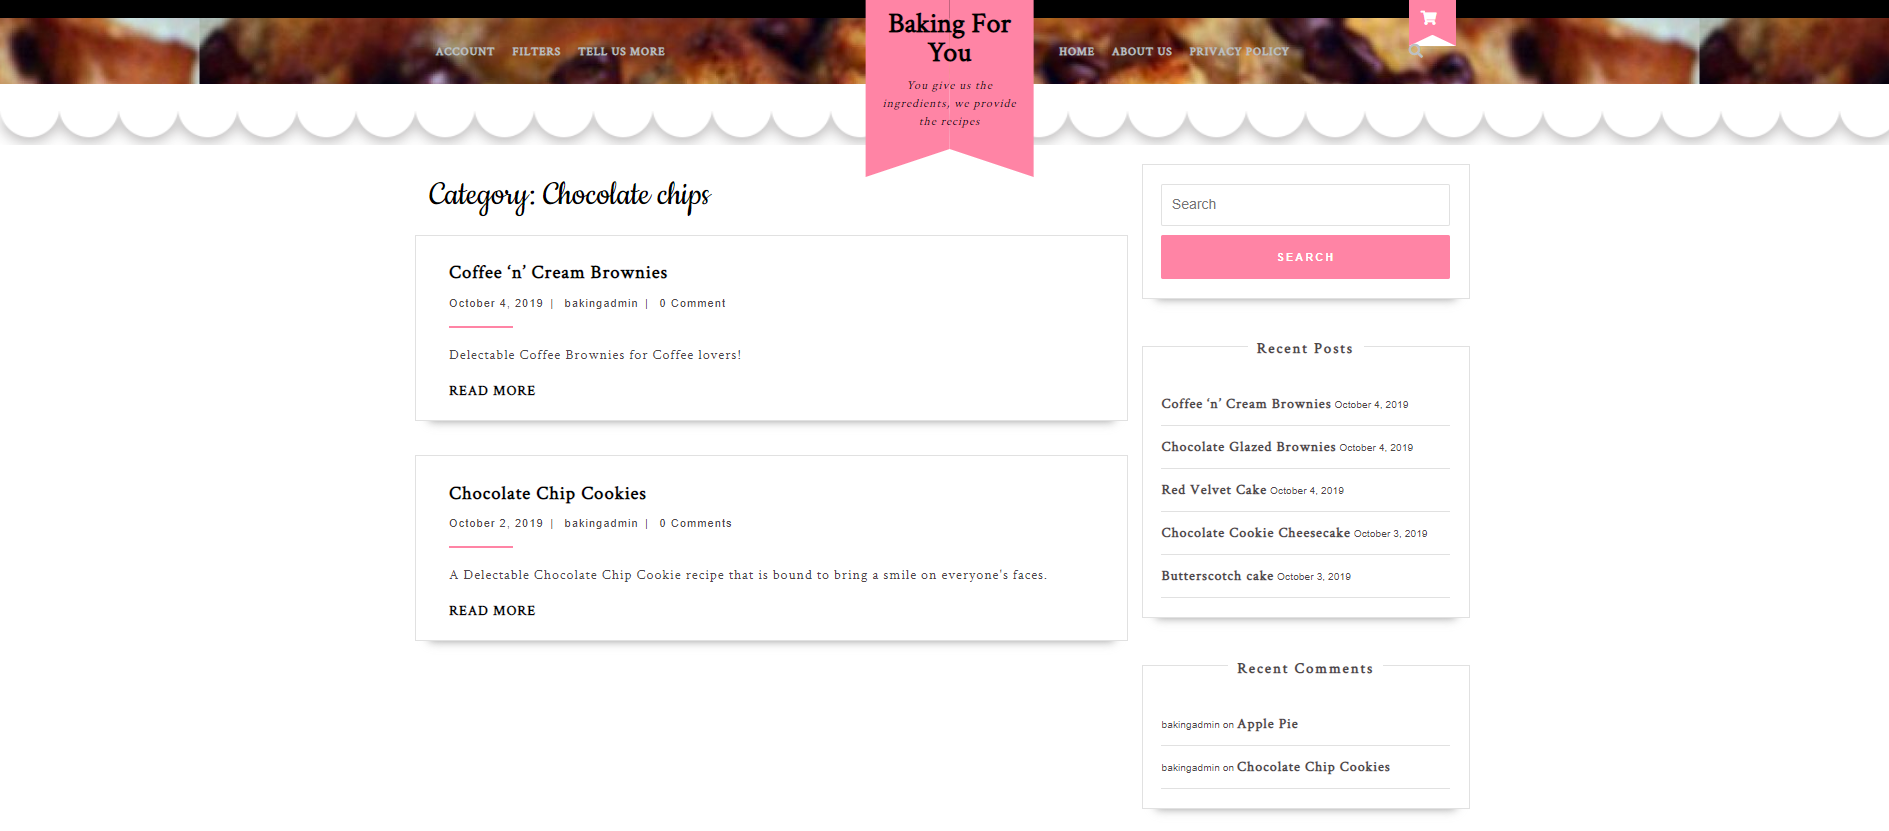 ACCOUNT FILTERS TELL US MORE
Baking For
You
You give us the
ingredients, we provide
the recipes
HOME ABOUT US PRIVACY POLICY
Category: Chocolate chips
Coffee ‘n’ Cream Brownies
October 4, 2019 | bakingadmin | 0 Comment
Delectable Coffee Brownies for Coffee lovers!
READ MORE
Chocolate Chip Cookies
October 2, 2019 | bakingadmin | 0 Comments
A Delectable Chocolate Chip Cookie recipe that is bound to bring a smile on everyone's faces.
READ MORE
Search
SEARCH
Recent Posts
Coffee ‘n’ Cream Brownies October 4, 2019
Chocolate Glazed Brownies October 4, 2019
Red Velvet Cake October 4, 2019
Chocolate Cookie Cheesecake October 3, 2019
Butterscotch cake October 3, 2019
Recent Comments
bakingadmin on Apple Pie
bakingadmin on Chocolate Chip Cookies